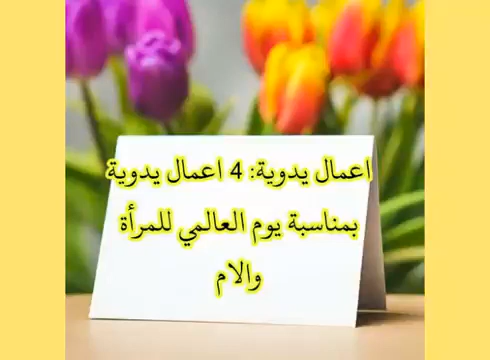 اعمال يدوية: 4 اعمال يدوية
بمناسبة يوم العالمي للمرأة
والام